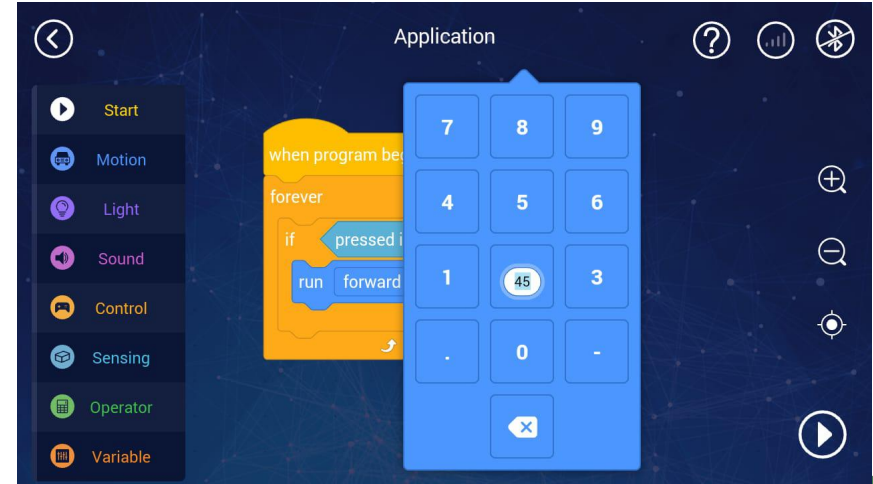 Application
Start
Motion
Light
Sound
Control
Sensing
Operator
Variable
when program
forever
if pressed
run forward
7 8 9
4 5 6
1 45 3
. 0 -